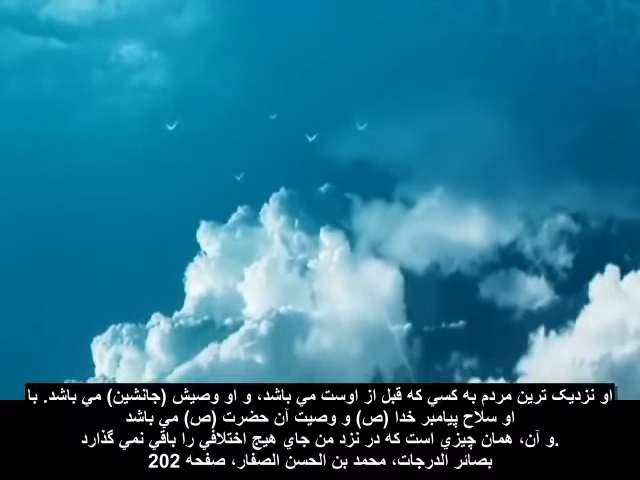 او نزديک ترين مردم به کسي که قبل از اوست مي باشد، و او وصيش (جانشين) مي باشد. با
او سلاح پيامبر خدا (ص) و وصيت آن حضرت (ص) مي باشد
و آن، همان چيزي است که در نزد من جاي هيچ اختلافي را باقي نمي گذارد.
بصائر الدرجات، محمد بن الحسن الصفار، صفحه 202